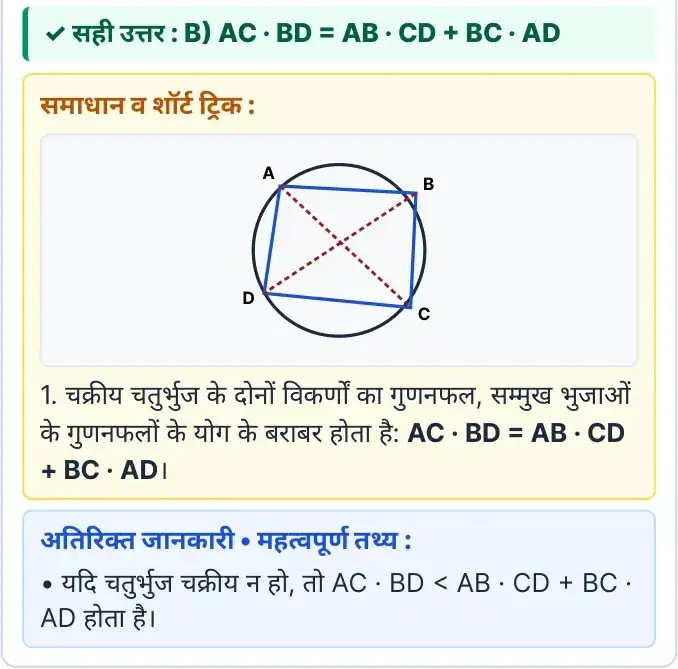 ✓ सही उत्तर : B) AC · BD = AB · CD + BC · AD
समाधान व शॉर्ट ट्रिक :
A
B
D
C
1. चक्रीय चतुर्भुज के दोनों विकर्णों का गुणनफल, सम्मुख भुजाओं
के गुणनफलों के योग के बराबर होता है: AC · BD = AB · CD
+ BC · AD।
अतिरिक्त जानकारी • महत्वपूर्ण तथ्य :
• यदि चतुर्भुज चक्रीय न हो, तो AC · BD < AB · CD + BC ·
AD होता है।